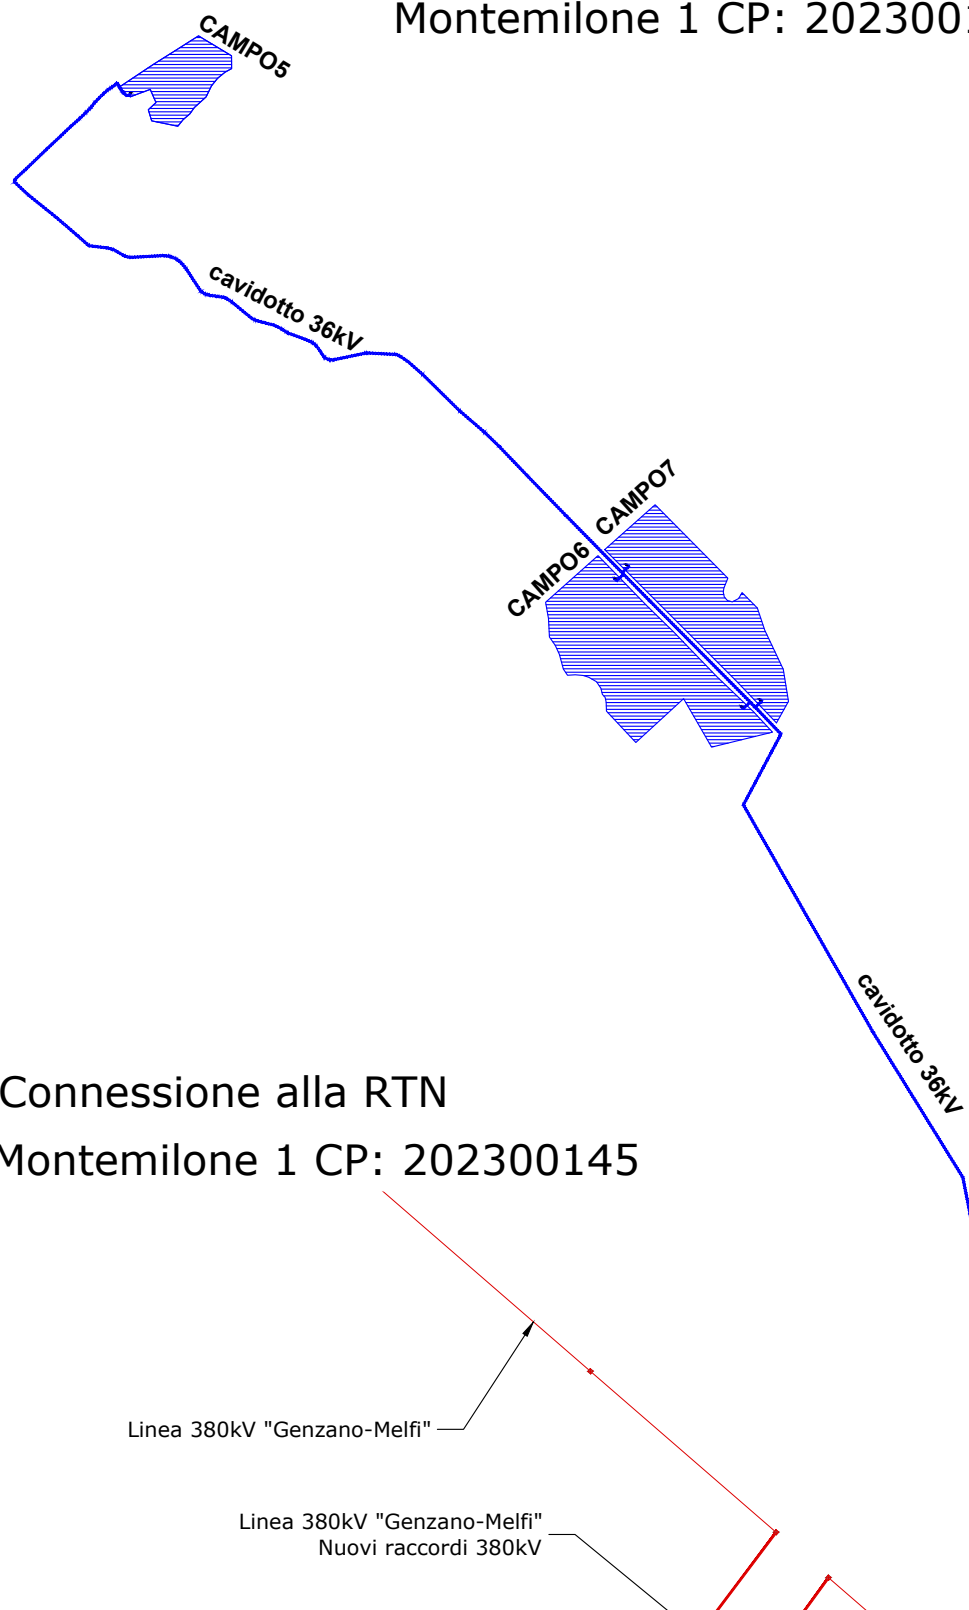 Montemilone 1 CP: 202300
CAMPO5
cavidotto 36kV
CAMPO7
CAMPO6
cavidotto 36kV
Connessione alla RTN
Montemilone 1 CP: 202300145
Linea 380kV "Genzano-Melfi"
Linea 380kV "Genzano-Melfi"
Nuovi raccordi 380kV